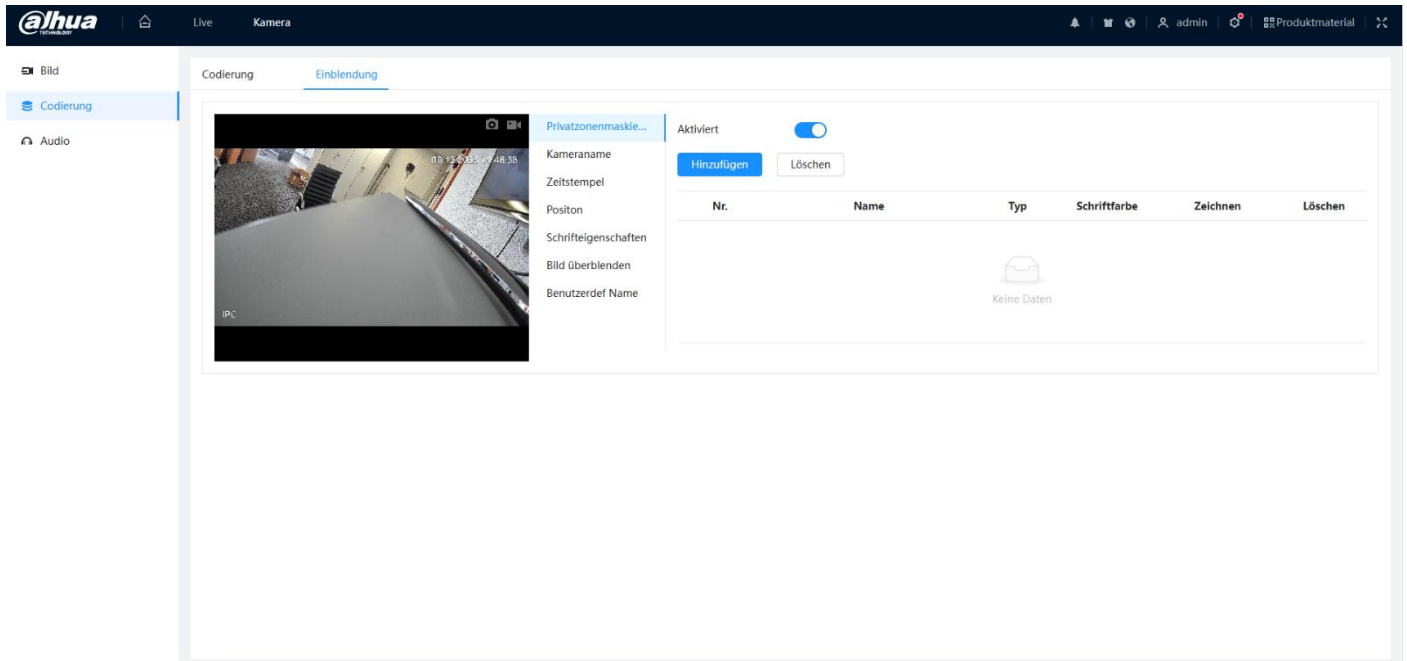 alhua
TECHNOLOGY
Live
Kamera
admin
Produktmaterial
Bild
Codierung
Audio
Codierung
Einblendung
IPC
Privatzonenmaskie...
Kameraname
Zeitstempel
Positon
Schrifteigenschaften
Bild überblenden
Benutzerdef Name
Aktiviert
Hinzufügen
Löschen
Nr.
Name
Typ
Schriftfarbe
Zeichnen
Löschen
Keine Daten